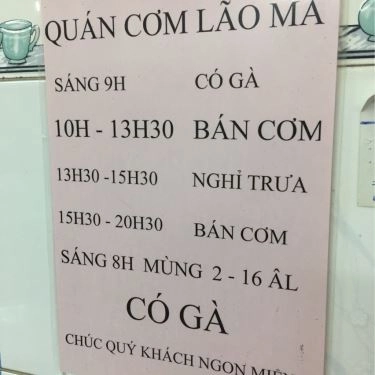 QUÁN CƠM LÃO MA
SÁNG 9H CÓ GÀ
10H - 13H30 BÁN CƠM
13H30 -15H30 NGHỈ TRƯA
15H30 - 20H30 BÁN CƠM
SÁNG 8H MÙNG 2 - 16 ÂL
CÓ GÀ
CHÚC QUÝ KHÁCH NGON